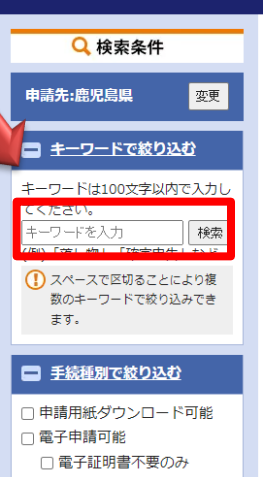 検索条件
申請先:鹿児島県 変更
キーワードで絞り込む
キーワードは100文字以内で入力し
てください。
キーワードを入力 検索
スペースで区切ることにより複
数のキーワードで絞り込みでき
ます。
手続種別で絞り込む
申請用紙ダウンロード可能
電子申請可能
電子証明書不要のみ